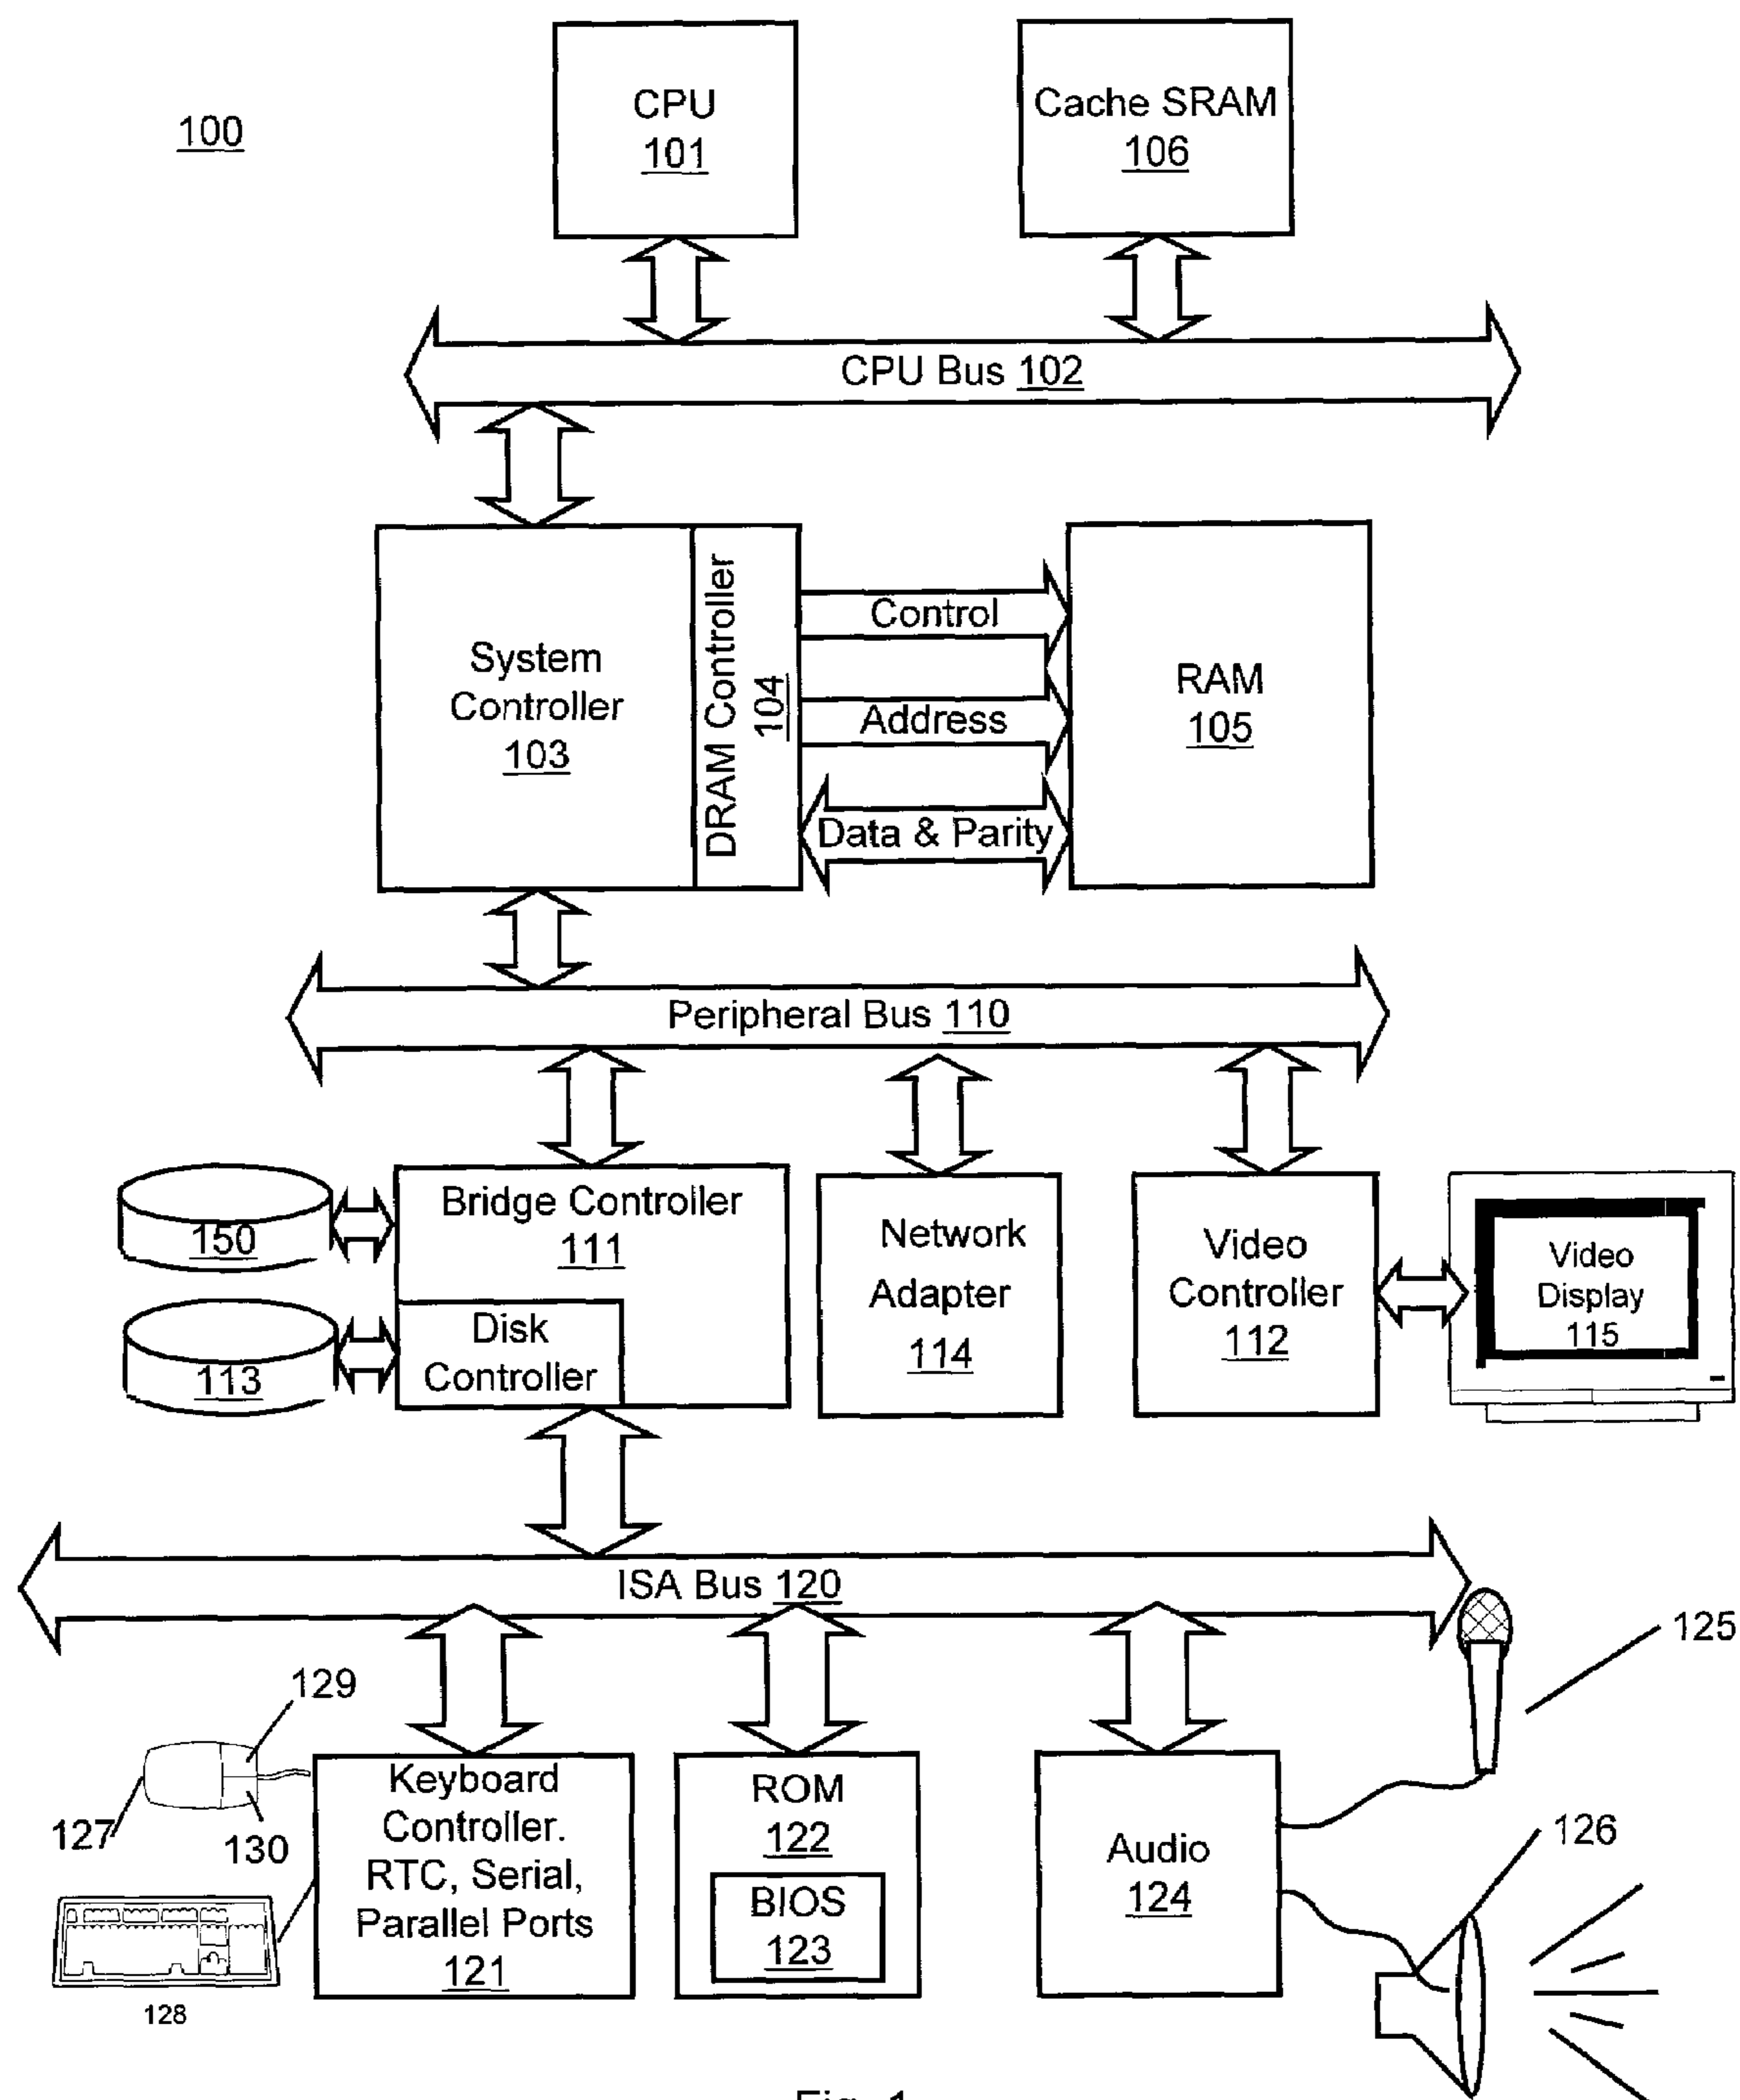 100
CPU
101
Cache SRAM
106
CPU Bus 102
System
Controller
103
DRAM Controller
104
Control
Address
Data & Parity
RAM
105
Peripheral Bus 110
150
113
Bridge Controller
111
Disk
Controller
Network
Adapter
114
Video
Controller
112
Video
Display
115
ISA Bus 120
125
129
127
130
128
Keyboard
Controller.
RTC, Serial,
Parallel Ports
121
ROM
122
BIOS
123
Audio
124
126
Fig. 1